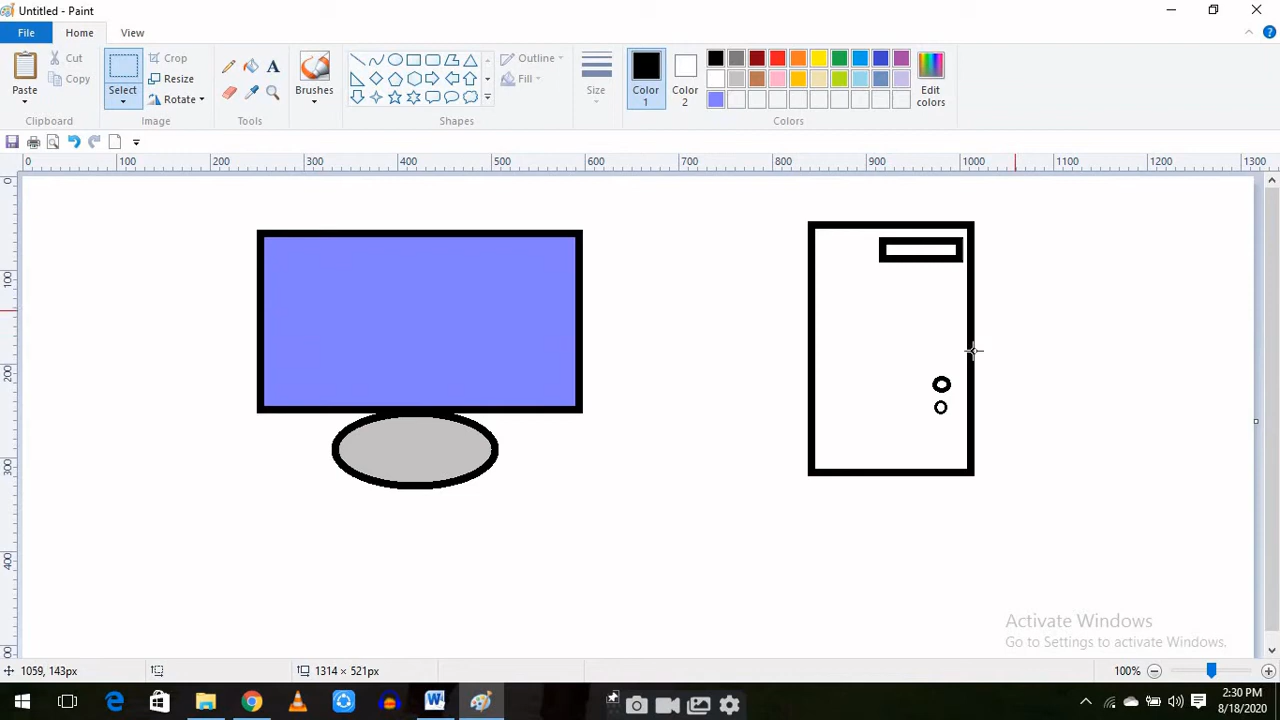 Untitled - Paint
File Home View
Paste
Cut
Copy
Clipboard
Select
Crop
Resize
Rotate
Image
A
Tools
Brushes
Shapes
Outline
Fill
Size
Color 1
Color 2
Edit colors
Colors
0 100 200 300 400 500 600 700 800 900 1000 1100 1200 1300
0
100
200
300
400
Activate Windows
Go to Settings to activate Windows.
1059, 143px
1314 × 521px
100%
2:30 PM
8/18/2020